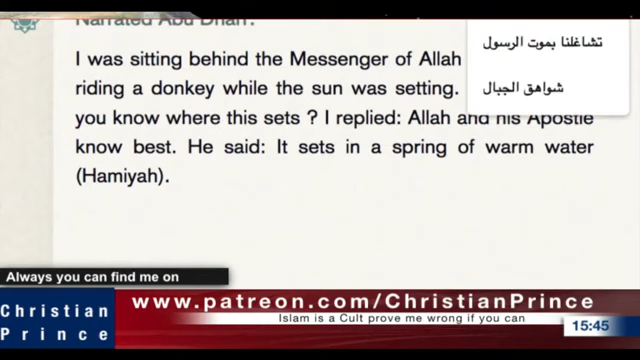 Narrated Abu Dharr:
I was sitting behind the Messenger of Allah
riding a donkey while the sun was setting.
you know where this sets ? I replied: Allah and his Apostle
know best. He said: It sets in a spring of warm water
(Hamiyah).
تشاغلنا بموت الرسول
شواهق الجبال
Always you can find me on
Christian
Prince
www.patreon.com/ChristianPrince
Islam is a Cult prove me wrong if you can
15:45